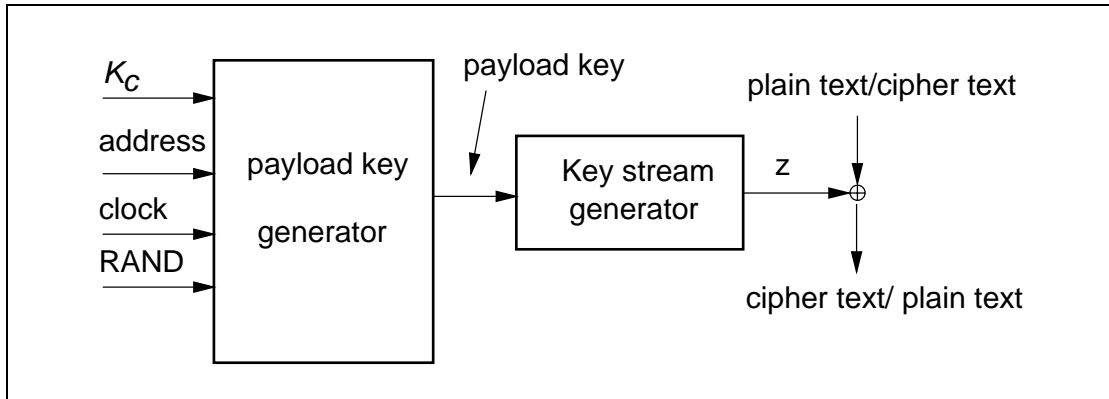 K_C
address
clock
RAND
payload key
generator
payload key
Key stream
generator
z
plain text/cipher text
cipher text/ plain text